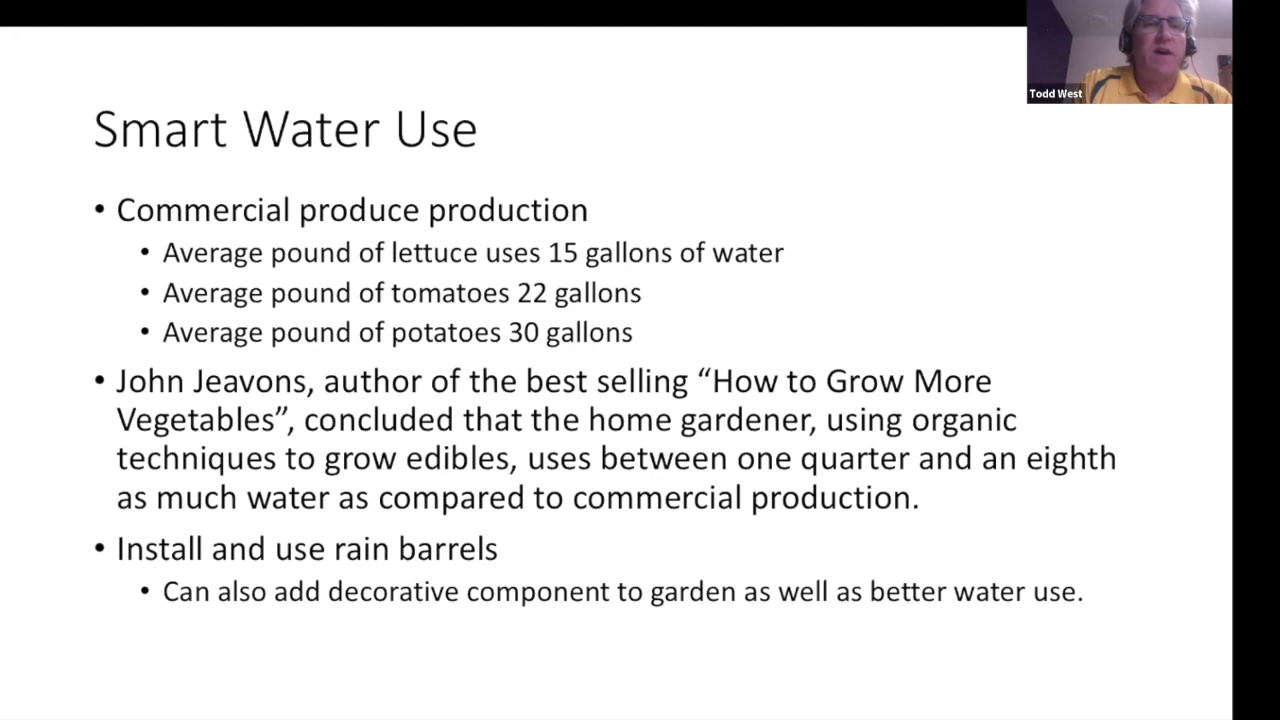 Todd West
Smart Water Use
• Commercial produce production
• Average pound of lettuce uses 15 gallons of water
• Average pound of tomatoes 22 gallons
• Average pound of potatoes 30 gallons
• John Jeavons, author of the best selling “How to Grow More
Vegetables”, concluded that the home gardener, using organic
techniques to grow edibles, uses between one quarter and an eighth
as much water as compared to commercial production.
• Install and use rain barrels
• Can also add decorative component to garden as well as better water use.